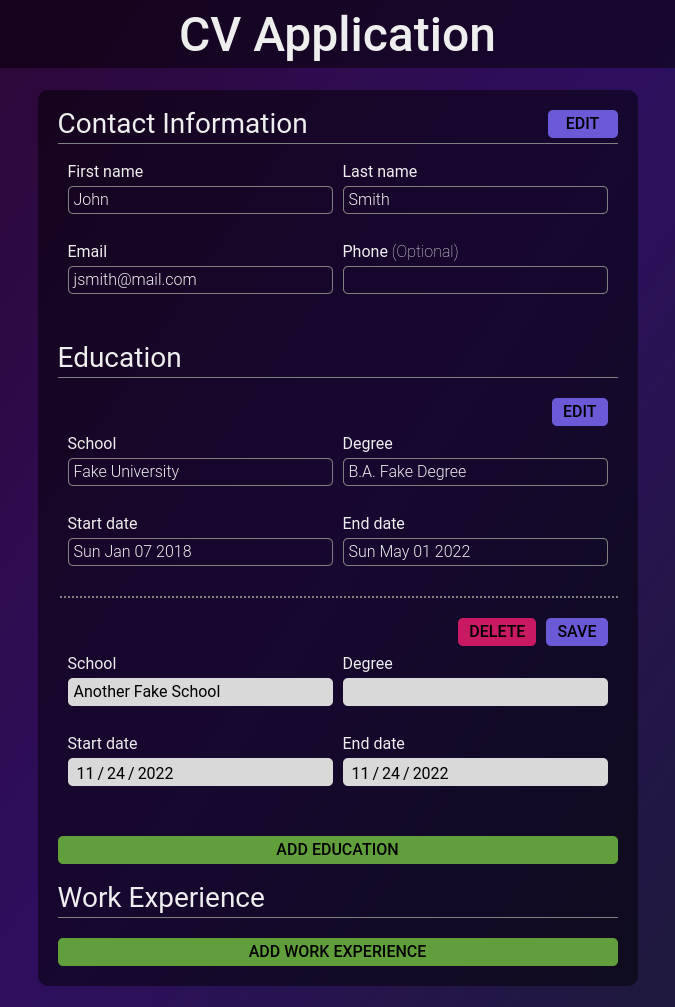 CV Application
Contact Information EDIT
First name Last name
John Smith
Email Phone (Optional)
jsmith@mail.com
Education
EDIT
School Degree
Fake University B.A. Fake Degree
Start date End date
Sun Jan 07 2018 Sun May 01 2022
DELETE SAVE
School Degree
Another Fake School
Start date End date
11 / 24 / 2022 11 / 24 / 2022
ADD EDUCATION
Work Experience
ADD WORK EXPERIENCE